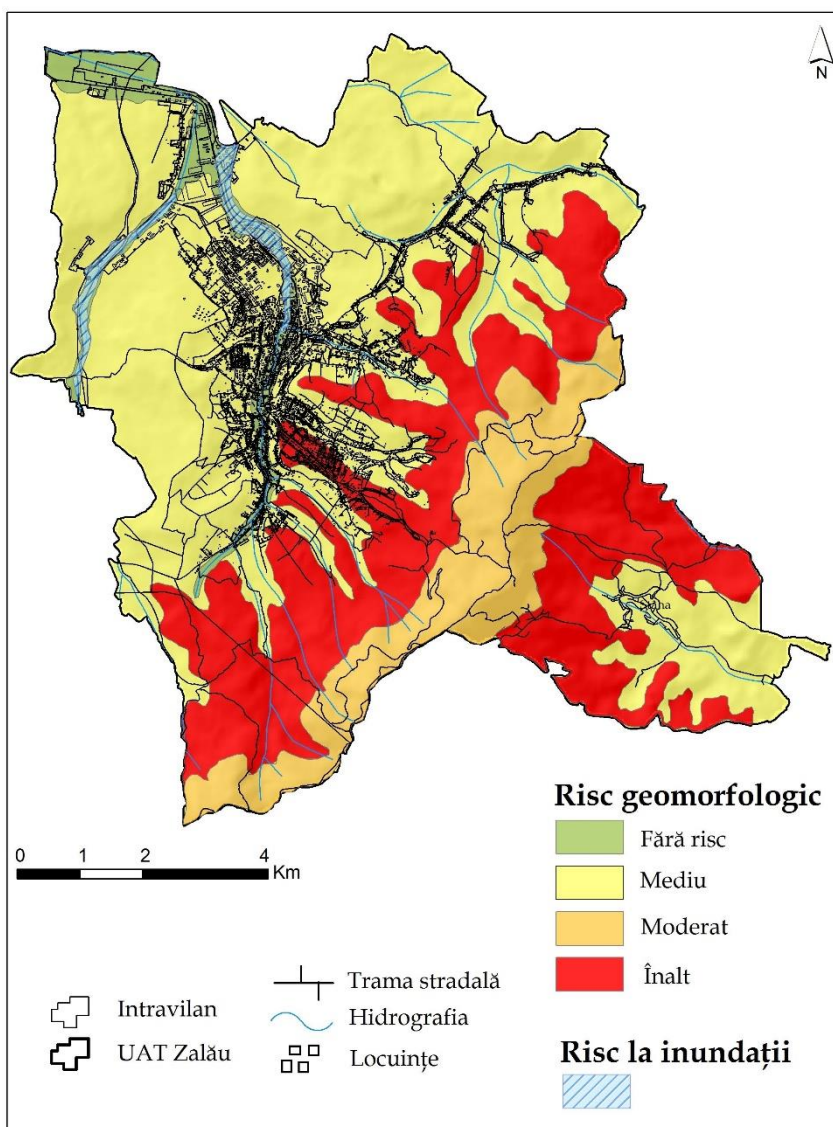 N
0 1 2 4
Km
Risc geomorfologic
Fără risc
Mediu
Moderat
Înalt
Risc la inundații
Trama stradală
Hidrografia
Locuințe
Intravilan
UAT Zalău